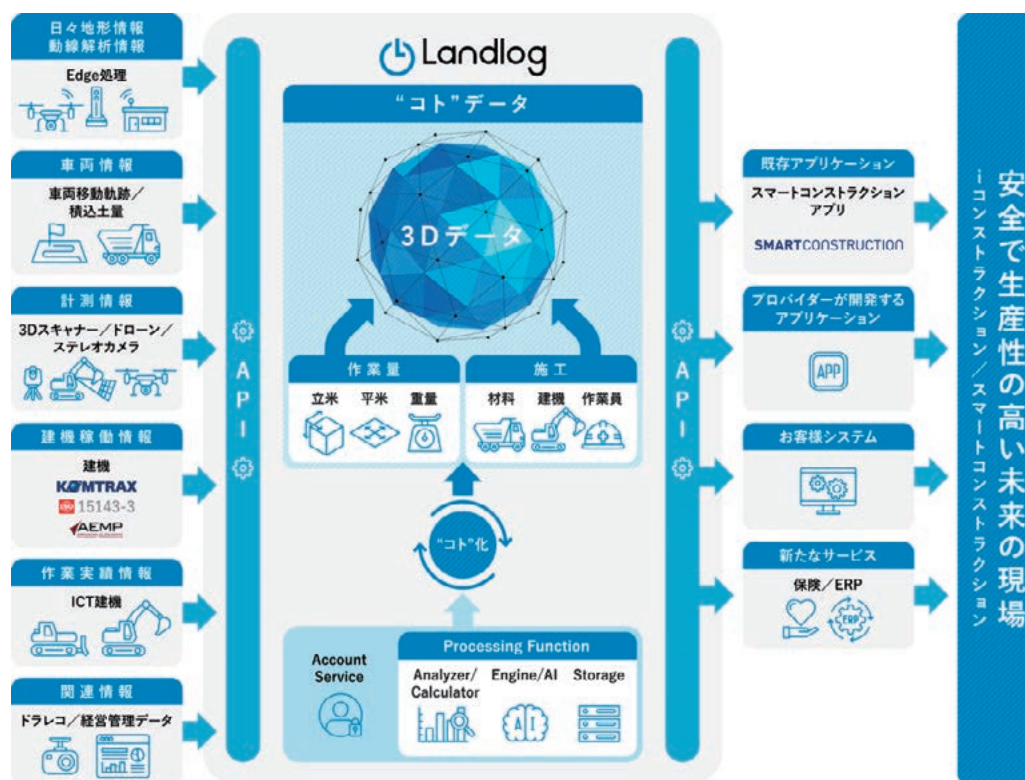 日々地形情報
動線解析情報
Edge処理
車両情報
車両移動軌跡／
積込土量
計測情報
3Dスキャナー／ドローン／
ステレオカメラ
建機稼働情報
建機
KOMTRAX
ISO 15143-3
AEMP
作業実績情報
ICT建機
関連情報
ドラレコ／経営管理データ
API
Landlog
“コト”データ
3Dデータ
作業量
立米 平米 重量
施工
材料 建機 作業員
“コト”化
Account
Service
Processing Function
Analyzer/
Calculator
Engine/AI
AI
Storage
API
既存アプリケーション
スマートコンストラクション
アプリ
SMARTCONSTRUCTION
プロバイダーが開発する
アプリケーション
APP
お客様システム
新たなサービス
保険／ERP
ERP
安全で生産性の高い未来の現場
iコンストラクション／スマートコンストラクション